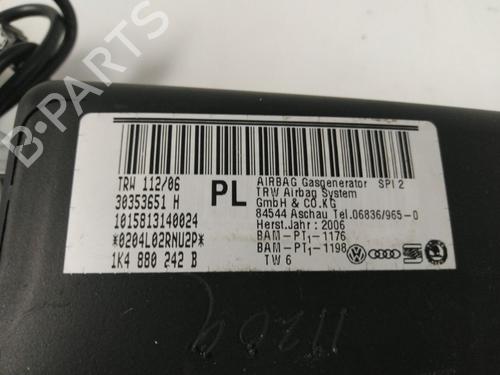 TRW 112/06
30353651 H
1015813140024
*0204L02RNU2P*
1K4 880 242 B
PL
AIRBAG Gasgenerator SPI 2
TRW Airbag System
GmbH & CO.KG
84544 Aschau Tel.06836/965-0
Herst.Jahr : 2006
BAM-PT1-1176
BAM-PT1-1198
TW 6
B-PARTS